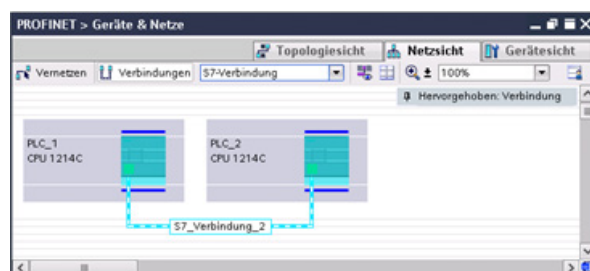 PROFINET > Geräte & Netze
Topologiesicht Netzsicht Gerätesicht
Vernetzen Verbindungen S7-Verbindung 100%
Hervorgehoben: Verbindung
PLC_1 PLC_2
CPU 1214C CPU 1214C
S7_Verbindung_2